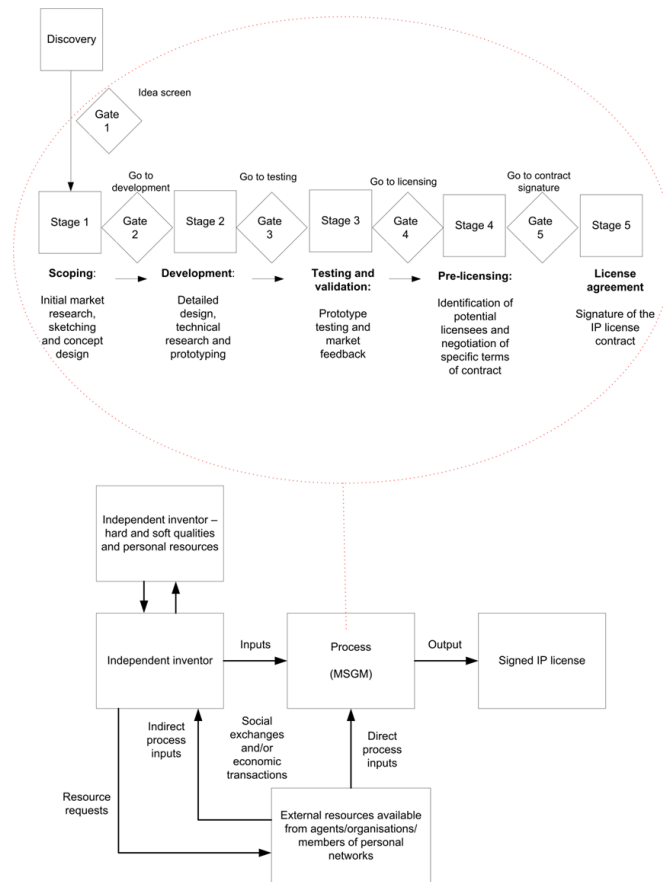 Discovery
Idea screen
Gate
1
Go to
development
Go to testing
Go to licensing
Go to contract
signature
Stage 1
Gate
2
Stage 2
Gate
3
Stage 3
Gate
4
Stage 4
Gate
5
Stage 5
Scoping:
Initial market
research,
sketching
and concept
design
Development:
Detailed
design,
technical
research and
prototyping
Testing and
validation:
Prototype
testing and
market
feedback
Pre-licensing:
Identification of
potential
licensees and
negotiation of
specific terms
of contract
License
agreement
Signature of the
IP license
contract
Independent inventor –
hard and soft qualities
and personal resources
Independent inventor
Inputs
Process
(MSGM)
Output
Signed IP license
Indirect
process
inputs
Social
exchanges
and/or
economic
transactions
Direct
process
inputs
Resource
requests
External resources available
from agents/organisations/
members of personal
networks